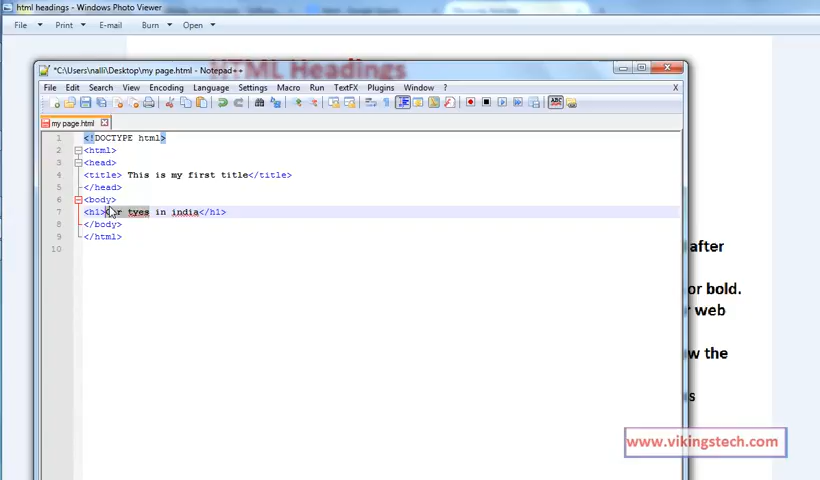 html headings - Windows Photo Viewer
File Print E-mail Burn Open
HTML Headings
*C:\Users\nalli\Desktop\my page.html - Notepad++
File Edit Search View Encoding Language Settings Macro Run TextFX Plugins Window ? X
my page.html
1 <!DOCTYPE html>
2 <html>
3 <head>
4 <title> This is my first title</title>
5 </head>
6 <body>
7 <h1> tyes in india</h1>
8 </body>
9 </html>
10
after
or bold.
r web
w the
s
www.vikingstech.com